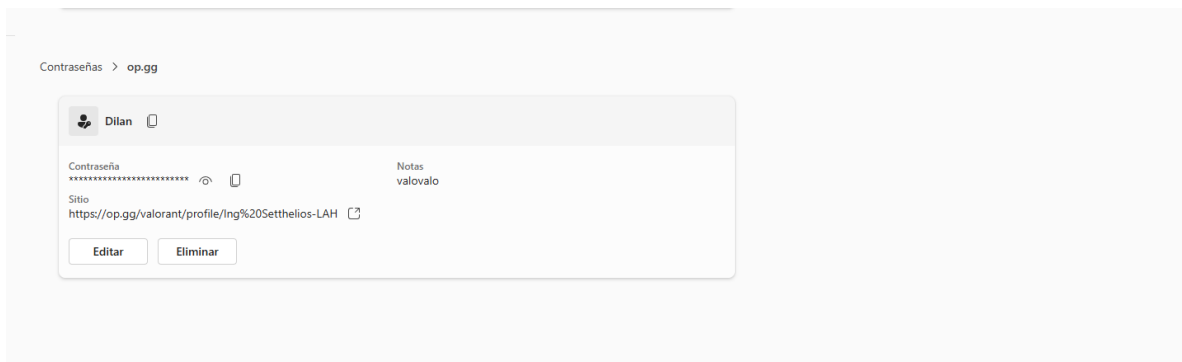 Contraseñas > op.gg
Dilan
Contraseña
*************************
Notas
valovalo
Sitio
https://op.gg/valorant/profile/Ing%20Setthelios-LAH
Editar
Eliminar